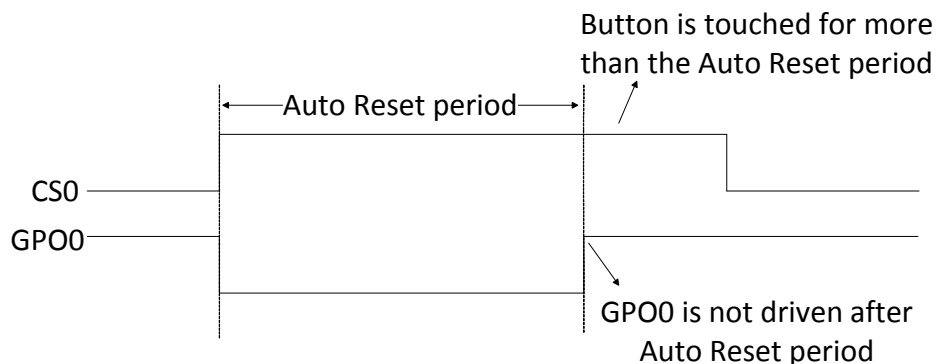 Button is touched for more
than the Auto Reset period
Auto Reset period
CS0
GPO0
GPO0 is not driven after
Auto Reset period